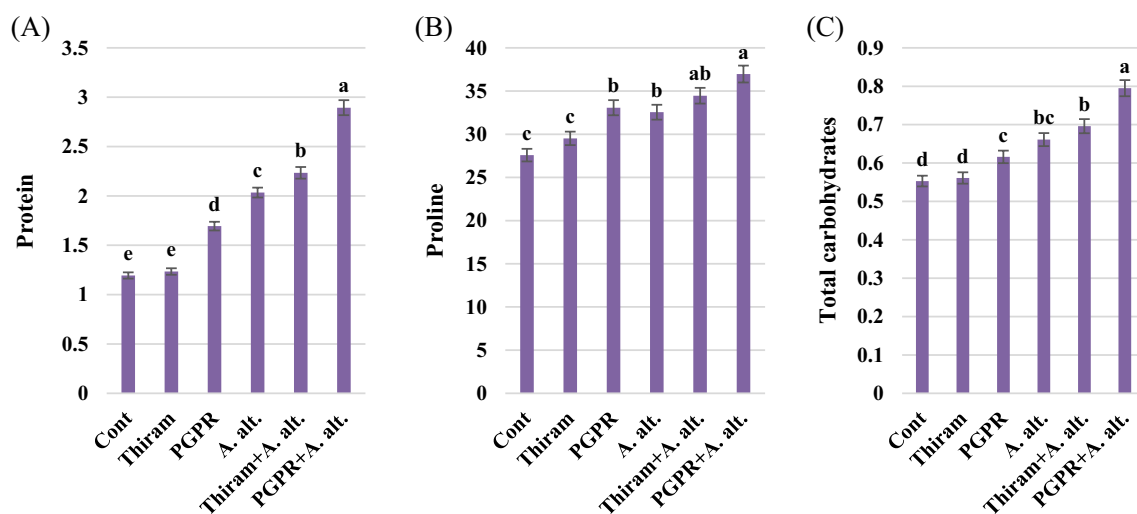 (A)
Protein
3.5
3
2.5
2
1.5
1
0.5
0
e
e
d
c
b
a
Cont
Thiram
PGPR
A. alt.
Thiram+A. alt.
PGPR+A. alt.
(B)
Proline
40
35
30
25
20
15
10
5
0
c
c
b
b
ab
a
Cont
Thiram
PGPR
A. alt.
Thiram+A. alt.
PGPR+A. alt.
(C)
Total carbohydrates
0.9
0.8
0.7
0.6
0.5
0.4
0.3
0.2
0.1
0
d
d
c
bc
b
a
Cont
Thiram
PGPR
A. alt.
Thiram+A. alt.
PGPR+A. alt.